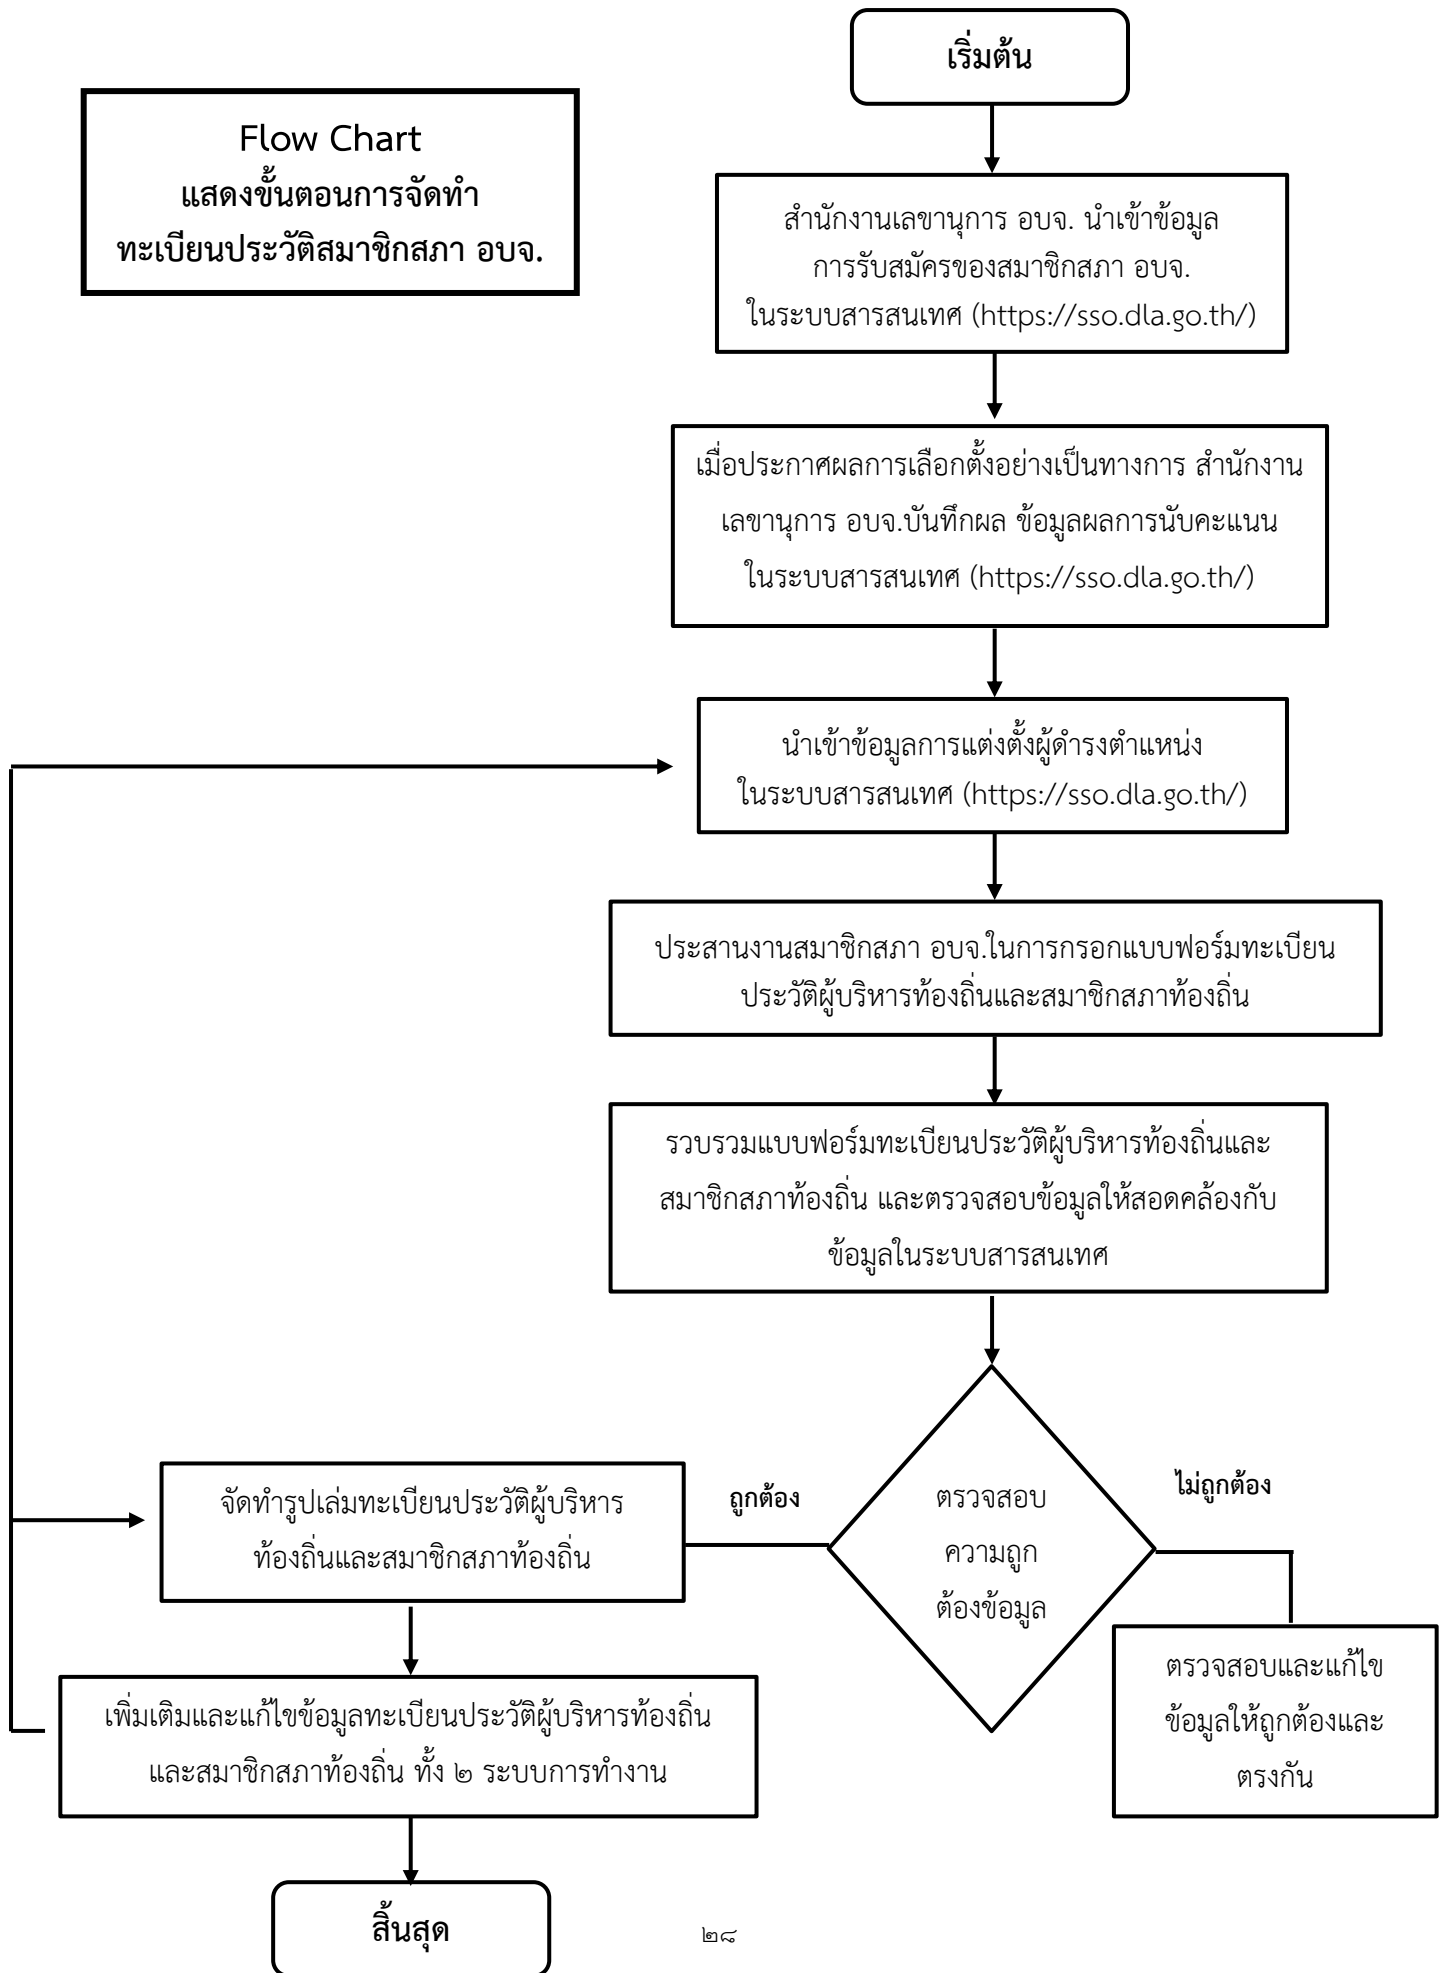 เริ่มต้น
Flow Chart
แสดงขั้นตอนการจัดทำ
ทะเบียนประวัติสมาชิกสภา อบจ.
สำนักงานเลขานุการ อบจ. นำเข้าข้อมูล
การรับสมัครของสมาชิกสภา อบจ.
ในระบบสารสนเทศ (https://sso.dla.go.th/)
เมื่อประกาศผลการเลือกตั้งอย่างเป็นทางการ สำนักงาน
เลขานุการ อบจ.บันทึกผล ข้อมูลผลการนับคะแนน
ในระบบสารสนเทศ (https://sso.dla.go.th/)
นำเข้าข้อมูลการแต่งตั้งผู้ดำรงตำแหน่ง
ในระบบสารสนเทศ (https://sso.dla.go.th/)
ประสานงานสมาชิกสภา อบจ.ในการกรอกแบบฟอร์มทะเบียน
ประวัติผู้บริหารท้องถิ่นและสมาชิกสภาท้องถิ่น
รวบรวมแบบฟอร์มทะเบียนประวัติผู้บริหารท้องถิ่นและ
สมาชิกสภาท้องถิ่น และตรวจสอบข้อมูลให้สอดคล้องกับ
ข้อมูลในระบบสารสนเทศ
ตรวจสอบ
ความถูก
ต้องข้อมูล
ถูกต้อง
ไม่ถูกต้อง
จัดทำรูปเล่มทะเบียนประวัติผู้บริหาร
ท้องถิ่นและสมาชิกสภาท้องถิ่น
ตรวจสอบและแก้ไข
ข้อมูลให้ถูกต้องและ
ตรงกัน
เพิ่มเติมและแก้ไขข้อมูลทะเบียนประวัติผู้บริหารท้องถิ่น
และสมาชิกสภาท้องถิ่น ทั้ง ๒ ระบบการทำงาน
สิ้นสุด
๒๘